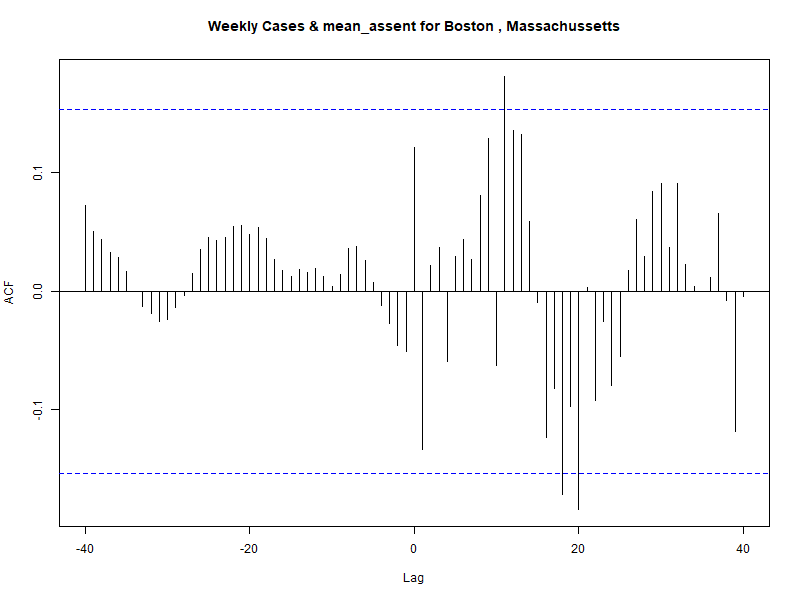 Weekly Cases & mean_assent for Boston , Massachussetts
ACF
0.1
0.0
-0.1
-40
-20
0
20
40
Lag